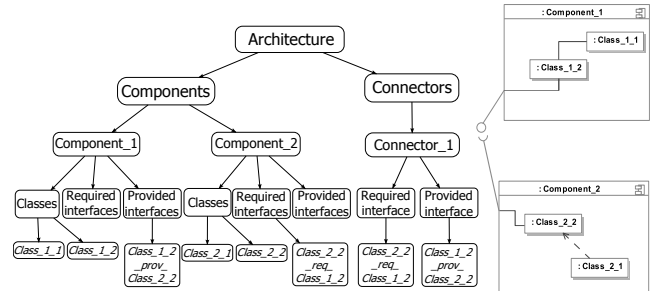 Architecture
Components
Connectors
Component_1
Component_2
Connector_1
Classes
Required
interfaces
Provided
interfaces
Classes
Required
interfaces
Provided
interfaces
Required
interface
Provided
interface
Class_1_1
Class_1_2
Class_1_2
_prov_
Class_2_2
Class_2_1
Class_2_2
Class_2_2
_req_
Class_1_2
Class_2_2
_req_
Class_1_2
Class_1_2
_prov_
Class_2_2
: Component_1
: Class_1_1
: Class_1_2
: Component_2
: Class_2_2
: Class_2_1